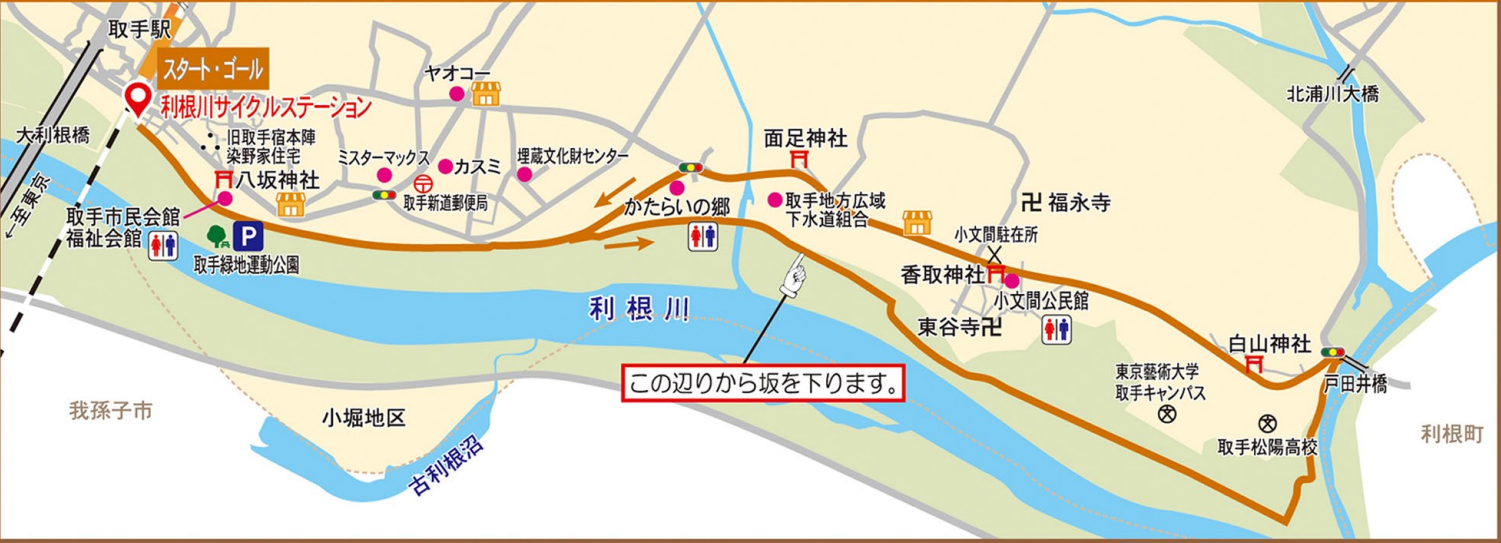 取手駅
スタート・ゴール
利根川サイクルステーション
大利根橋
←至東京
旧取手宿本陣
染野家住宅
八坂神社
取手市民会館
福祉会館
P
取手緑地運動公園
ミスターマックス
カスミ
取手新道郵便局
ヤオコー
埋蔵文化財センター
かたらいの郷
面足神社
取手地方広域
下水道組合
福永寺
小文間駐在所
香取神社
小文間公民館
東谷寺
北浦川大橋
白山神社
戸田井橋
東京藝術大学
取手キャンパス
取手松陽高校
利根川
この辺りから坂を下ります。
我孫子市
小堀地区
古利根沼
利根町